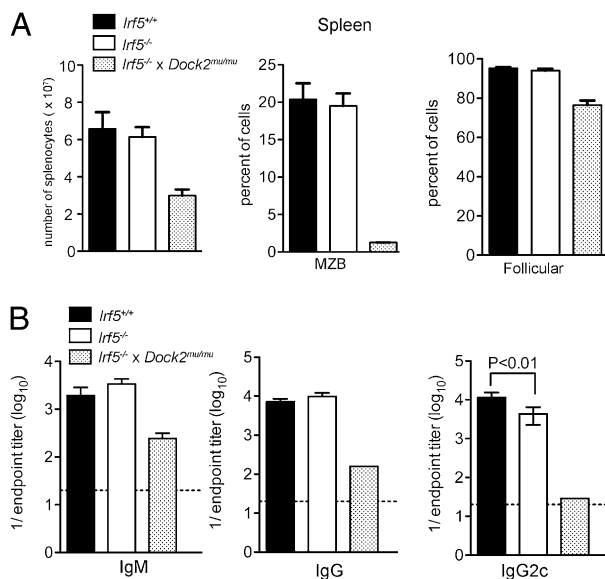 A
Irf5+/+
Irf5-/-
Irf5-/- x Dock2mu/mu
Spleen
number of splenocytes ( x 10⁷)
10
8
6
4
2
0
percent of cells
25
20
15
10
5
0
MZB
percent of cells
100
80
60
40
20
0
Follicular
B
Irf5+/+
Irf5-/-
Irf5-/- x Dock2mu/mu
1/ endpoint titer (log10)
4
3
2
1
0
IgM
1/ endpoint titer (log10)
5
4
3
2
1
0
IgG
P<0.01
1/ endpoint titer (log10)
5
4
3
2
1
0
IgG2c